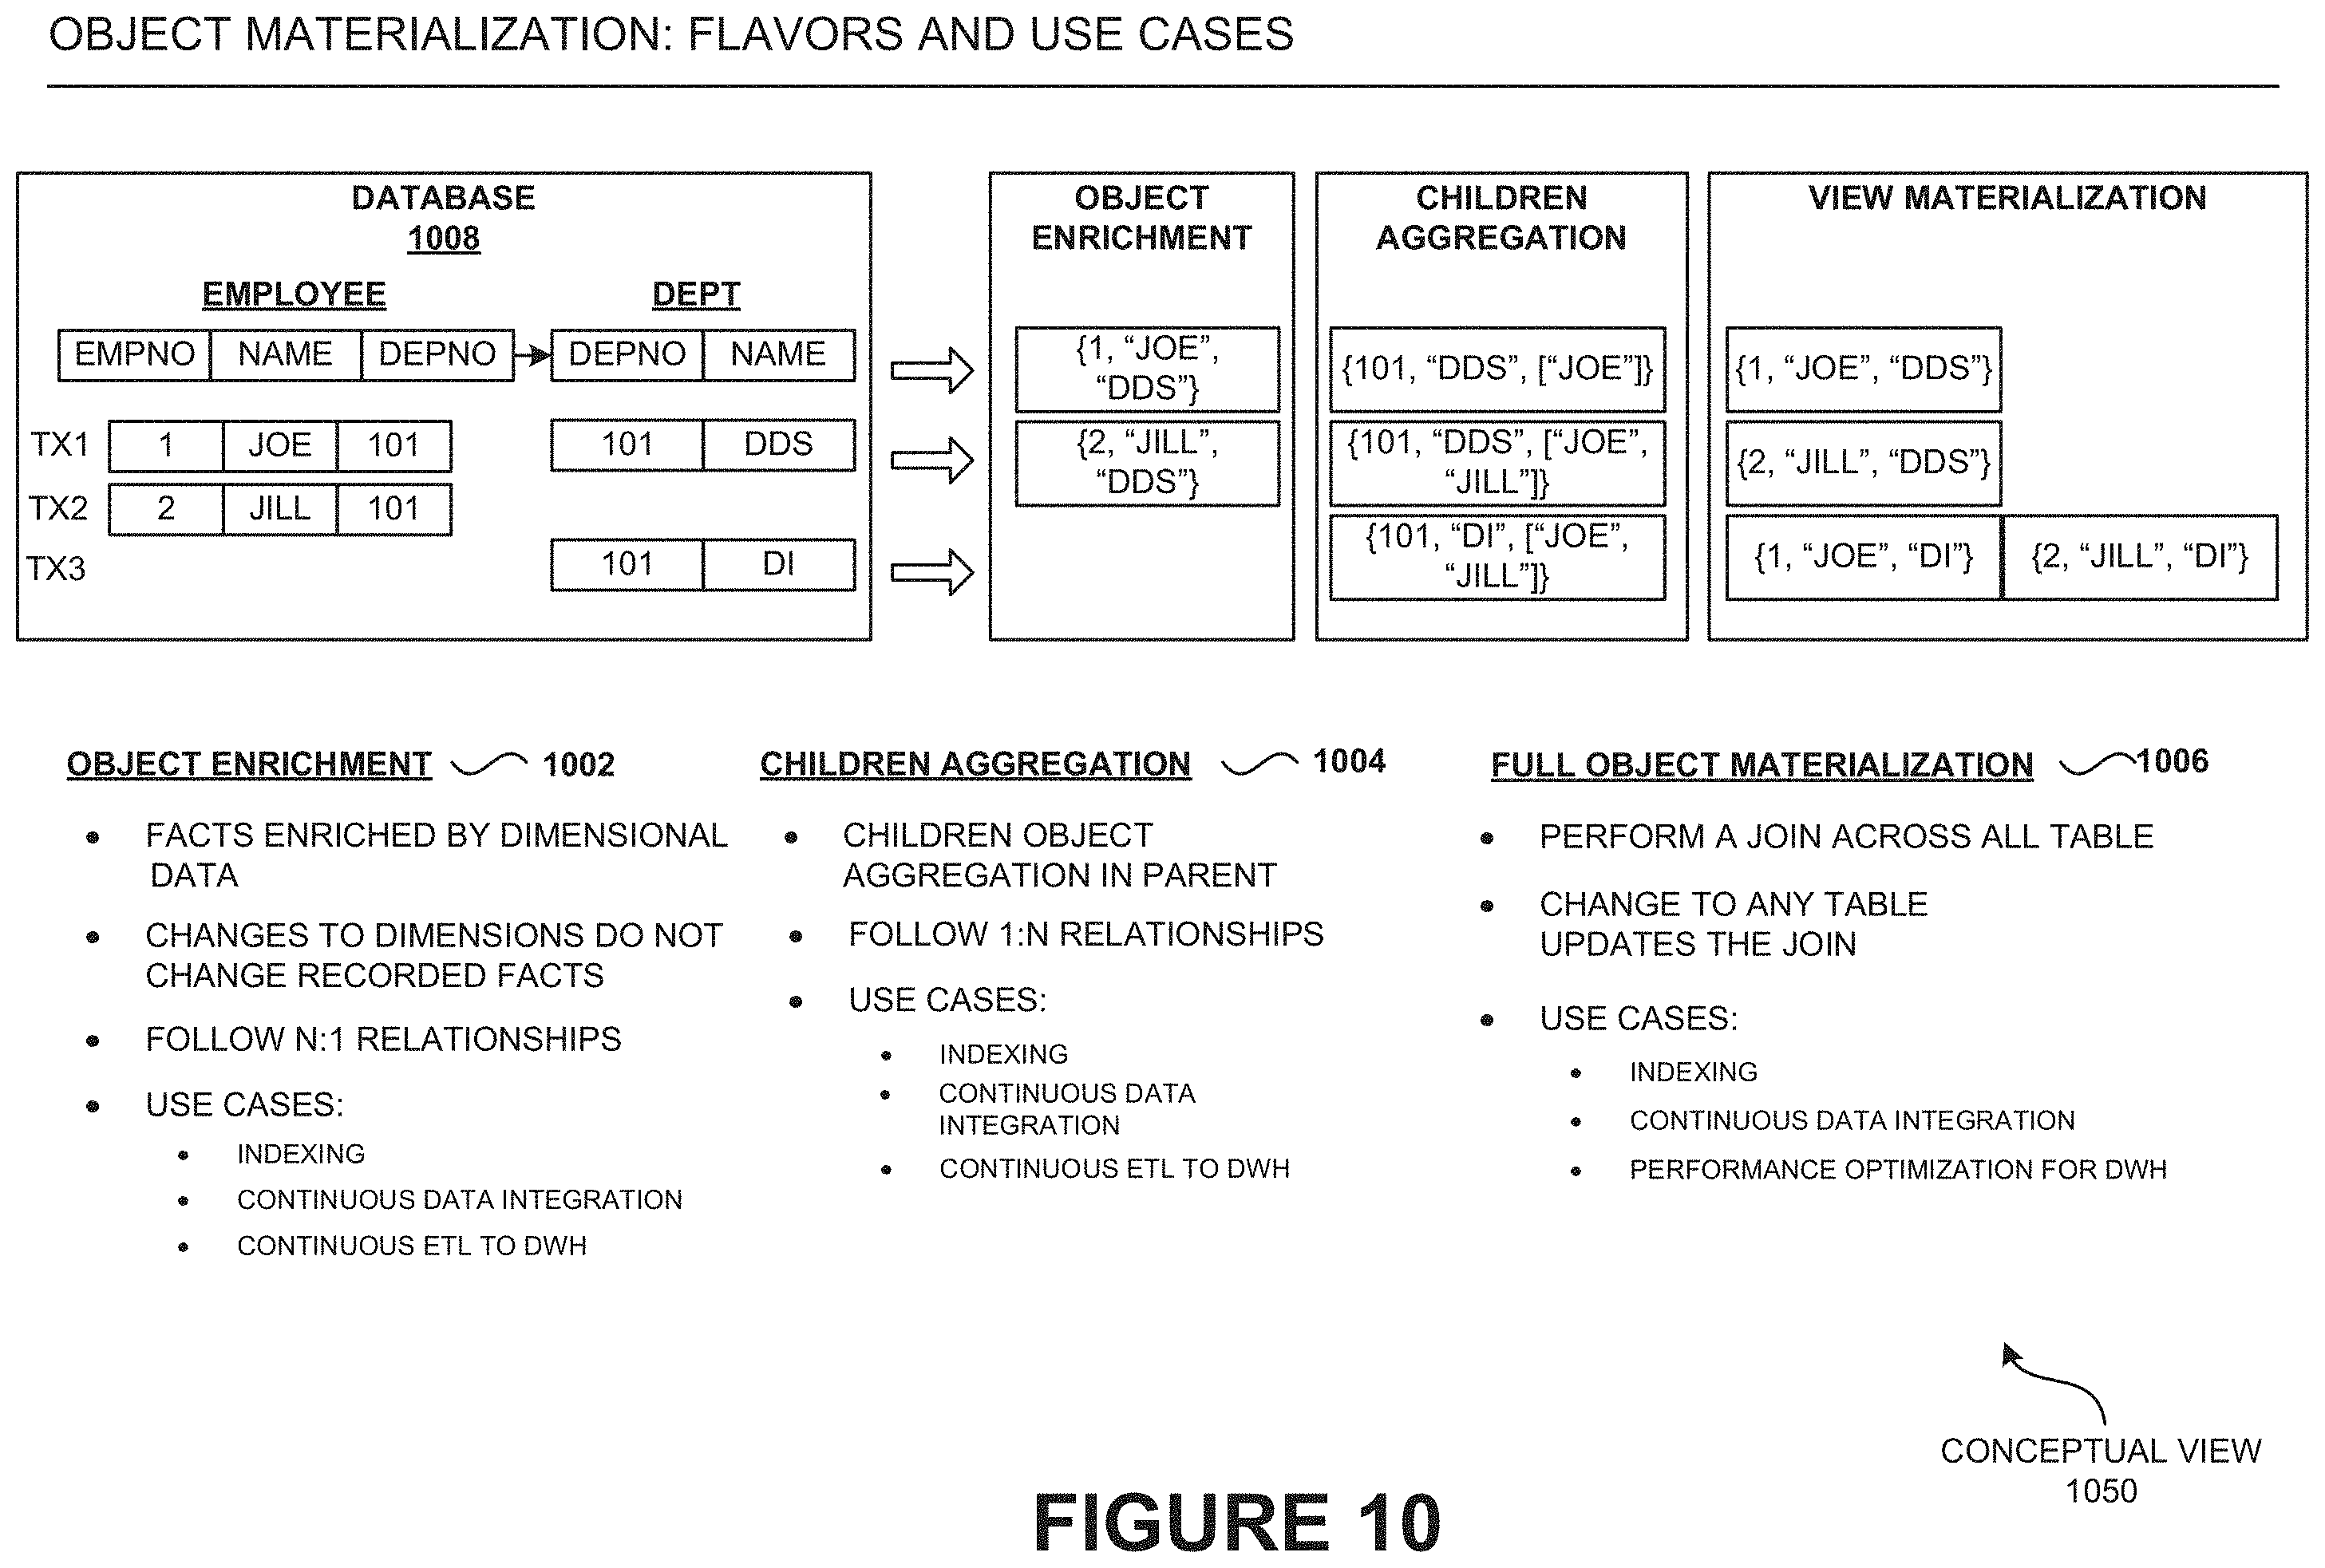 OBJECT MATERIALIZATION: FLAVORS AND USE CASES
DATABASE
1008
EMPLOYEE
DEPT
EMPNO NAME DEPNO DEPNO NAME
TX1 1 JOE 101 101 DDS
TX2 2 JILL 101
TX3 101 DI
OBJECT
ENRICHMENT
{1, “JOE”,
“DDS”}
{2, “JILL”,
“DDS”}
CHILDREN
AGGREGATION
{101, “DDS”, [“JOE”]}
{101, “DDS”, [“JOE”,
“JILL”]}
{101, “DI”, [“JOE”,
“JILL”]}
VIEW MATERIALIZATION
{1, “JOE”, “DDS”}
{2, “JILL”, “DDS”}
{1, “JOE”, “DI”} {2, “JILL”, “DI”}
OBJECT ENRICHMENT 1002
• FACTS ENRICHED BY DIMENSIONAL
DATA
• CHANGES TO DIMENSIONS DO NOT
CHANGE RECORDED FACTS
• FOLLOW N:1 RELATIONSHIPS
• USE CASES:
• INDEXING
• CONTINUOUS DATA INTEGRATION
• CONTINUOUS ETL TO DWH
CHILDREN AGGREGATION 1004
• CHILDREN OBJECT
AGGREGATION IN PARENT
• FOLLOW 1:N RELATIONSHIPS
• USE CASES:
• INDEXING
• CONTINUOUS DATA
INTEGRATION
• CONTINUOUS ETL TO DWH
FULL OBJECT MATERIALIZATION 1006
• PERFORM A JOIN ACROSS ALL TABLE
• CHANGE TO ANY TABLE
UPDATES THE JOIN
• USE CASES:
• INDEXING
• CONTINUOUS DATA INTEGRATION
• PERFORMANCE OPTIMIZATION FOR DWH
CONCEPTUAL VIEW
1050
FIGURE 10